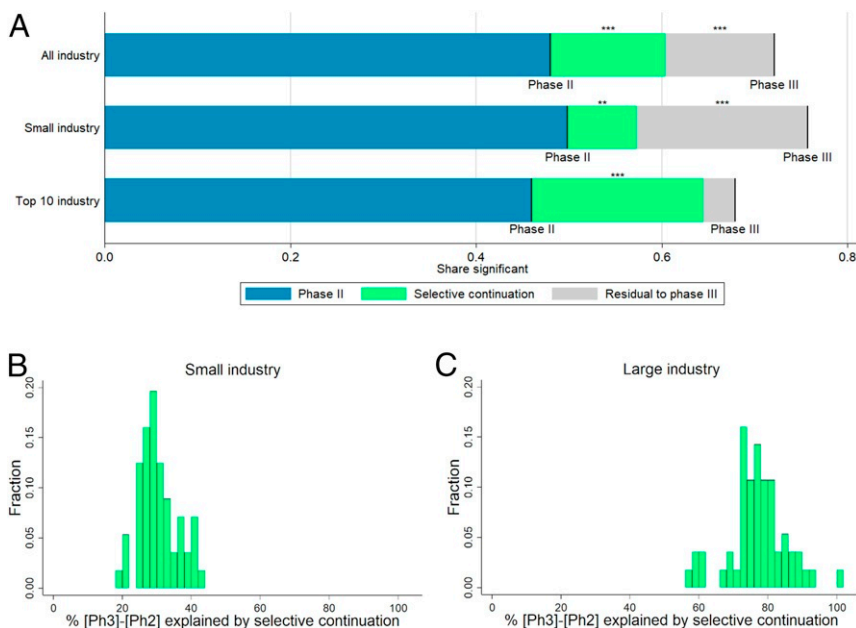 A
*** ***
All industry
Phase II Phase III
** ***
Small industry
Phase II Phase III
***
Top 10 industry
Phase II Phase III
0.0 0.2 0.4 0.6 0.8
Share significant
Phase II Selective continuation Residual to phase III
B
Small industry
Fraction
0.20
0.15
0.10
0.05
0.00
0 20 40 60 80 100
% [Ph3]-[Ph2] explained by selective continuation
C
Large industry
Fraction
0.20
0.15
0.10
0.05
0.00
0 20 40 60 80 100
% [Ph3]-[Ph2] explained by selective continuation